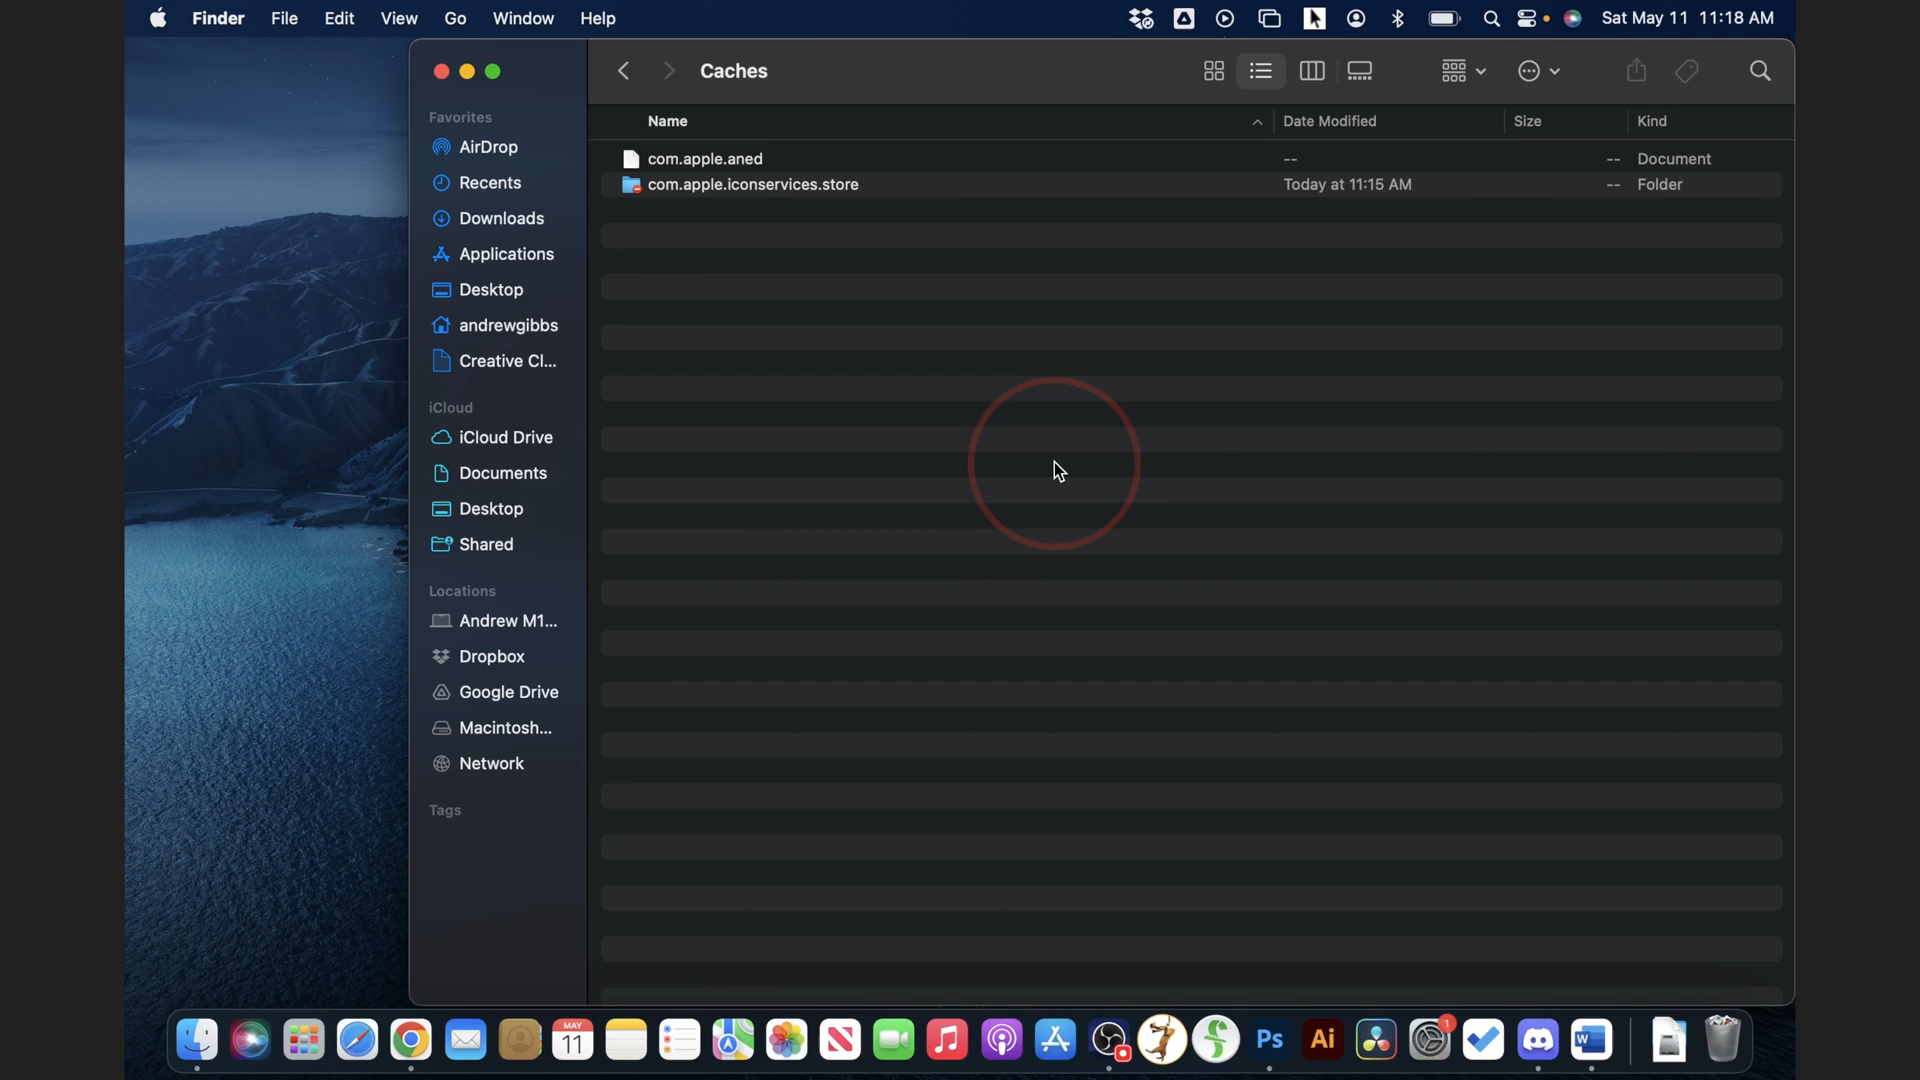 Finder File Edit View Go Window Help Sat May 11 11:18 AM
Caches
Name Date Modified Size Kind
com.apple.aned -- -- Document
com.apple.iconservices.store Today at 11:15 AM -- Folder
Favorites
AirDrop
Recents
Downloads
Applications
Desktop
andrewgibbs
Creative Cl...
iCloud
iCloud Drive
Documents
Desktop
Shared
Locations
Andrew M1...
Dropbox
Google Drive
Macintosh...
Network
Tags
MAY
11
Ps
Ai
1
W